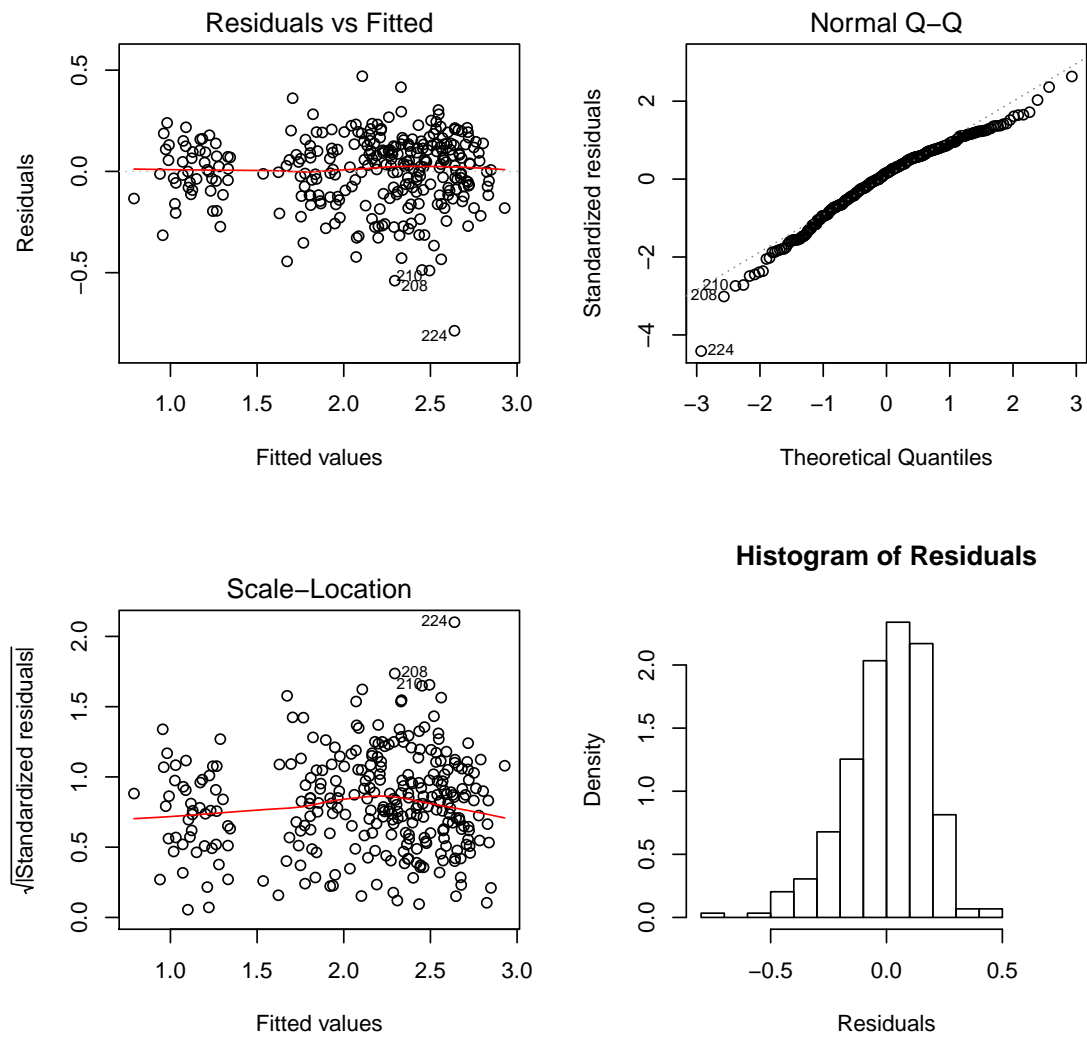 Residuals vs Fitted
Residuals
0.5
0.0
−0.5
210
208
224
1.0 1.5 2.0 2.5 3.0
Fitted values
Normal Q−Q
Standardized residuals
2
0
−2
−4
210
208
224
−3 −2 −1 0 1 2 3
Theoretical Quantiles
Scale−Location
√|Standardized residuals|
2.0
1.5
1.0
0.5
0.0
224
208
210
1.0 1.5 2.0 2.5 3.0
Fitted values
Histogram of Residuals
Density
2.0
1.5
1.0
0.5
0.0
−0.5 0.0 0.5
Residuals